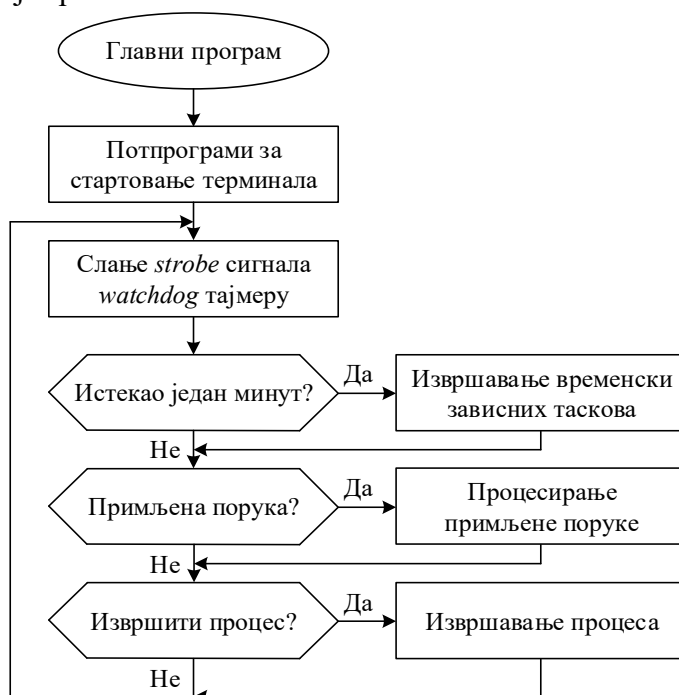 Главни програм
Потпрограми за
стартовање терминала
Слање strobe сигнала
watchdog тајмеру
Истекао један минут?
Да
Извршавање временски
зависних таскова
Не
Примљена порука?
Да
Процесирање
примљене поруке
Не
Извршити процес?
Да
Извршавање процеса
Не